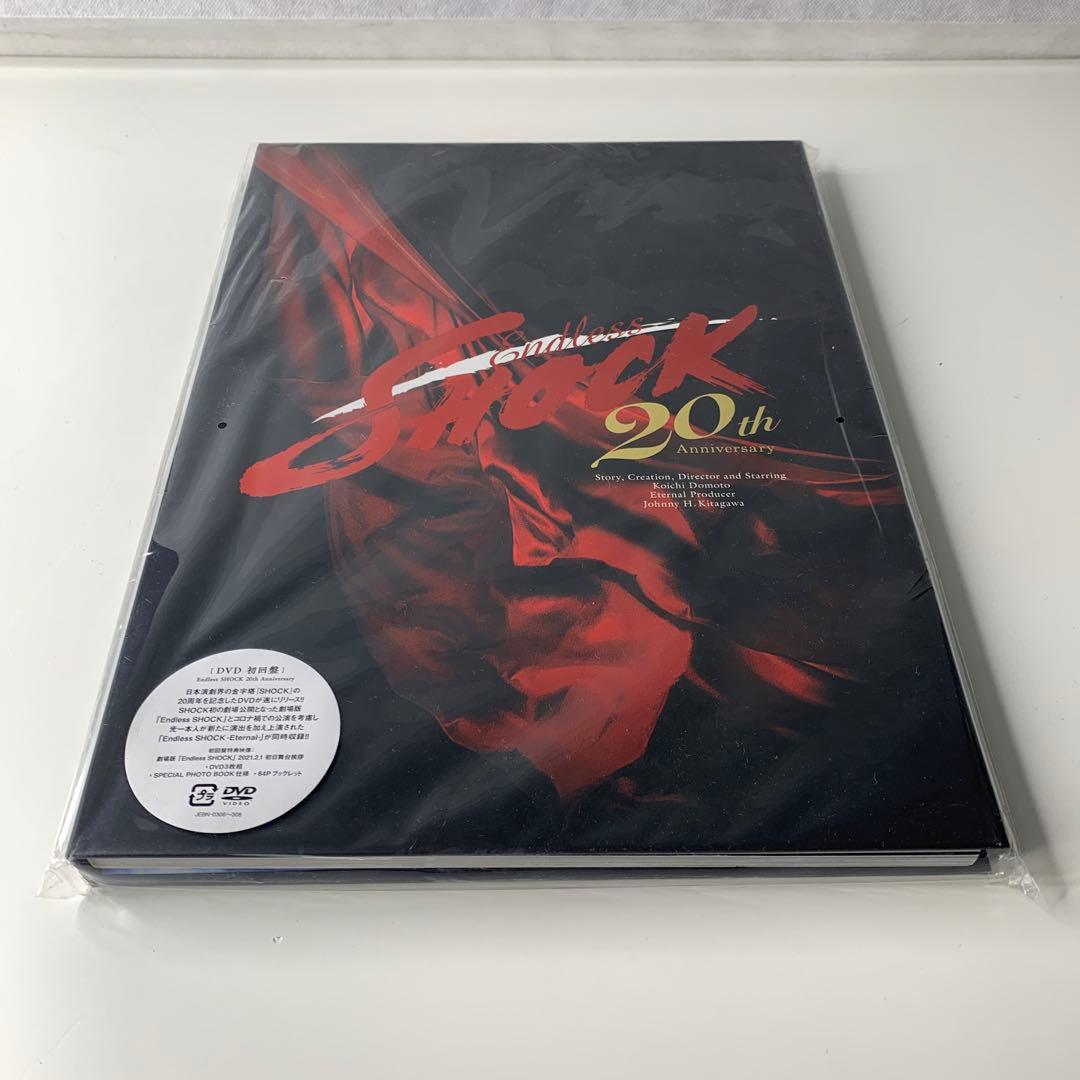 Endless
SHOCK
20th
Anniversary
Story, Creation, Director and Starring
Koichi Domoto
Eternal Producer
Johnny H. Kitagawa
[DVD 初回盤]
Endless SHOCK 20th Anniversary
日本演劇界の金字塔「SHOCK」の
20周年を記念したDVDが遂にリリース!!
SHOCK初の劇場公開となった劇場版
『Endless SHOCK』とコロナ禍での公演を考慮し
光一本人が新たに演出を加え上演された
『Endless SHOCK -Eternal-』が同時収録!!
初回盤特典映像:
劇場版『Endless SHOCK』2021.2.1 初日舞台挨拶
・DVD3枚組
・SPECIAL PHOTO BOOK仕様 ・64Pブックレット
プラ
DVD
VIDEO
JEBN-0306~308